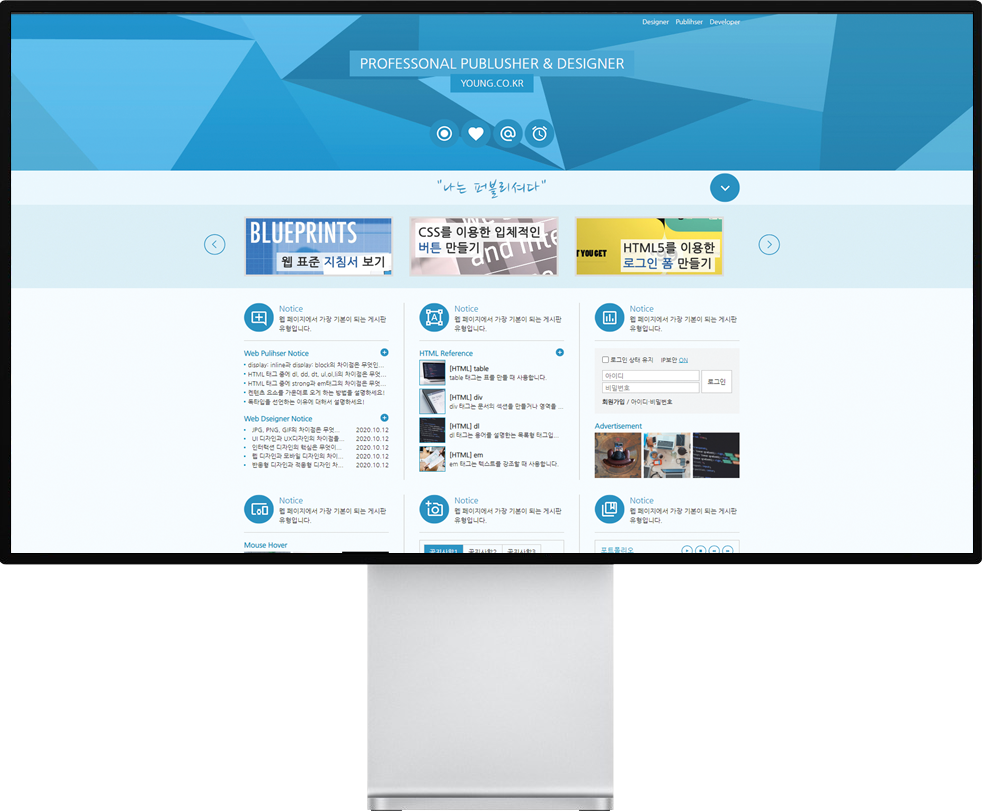 Designer Publihser Developer
PROFESSONAL PUBLUSHER & DESIGNER
YOUNG.CO.KR
"나는 퍼블리셔다"
BLUEPRINTS
웹 표준 지침서 보기
CSS를 이용한 입체적인
버튼 만들기
and inte
T YOU GET
HTML5를 이용한
로그인 폼 만들기
Notice
웹 페이지에서 가장 기본이 되는 게시판
유형입니다.
Web Pulihser Notice
display: inline과 display: block의 차이점은 무엇인...
HTML 태그 중에 dl, dd, dt, ul,ol,li의 차이점은 무엇...
HTML 태그 중에 strong과 em태그의 차이점은 무엇...
컨텐츠 요소를 가운데로 오게 하는 방법을 설명하세요!
독타입을 선언하는 이유에 대해서 설명하세요!
Web Dseigner Notice
JPG, PNG, GIF의 차이점은 무엇... 2020.10.12
UI 디자인과 UX디자인의 차이점을... 2020.10.12
인터랙션 디자인의 핵심은 무엇이... 2020.10.12
웹 디자인과 모바일 디자인의 차이... 2020.10.12
반응형 디자인과 적응형 디자인 차... 2020.10.12
Notice
웹 페이지에서 가장 기본이 되는 게시판
유형입니다.
HTML Reference
[HTML] table
table 태그는 표를 만들 때 사용합니다.
[HTML] div
div 태그는 문서의 섹션을 만들거나 영역을 ...
[HTML] dl
dl 태그는 용어를 설명한는 목록형 타그입...
[HTML] em
em 태그는 텍스트를 강조할 때 사용합니다.
Notice
웹 페이지에서 가장 기본이 되는 게시판
유형입니다.
로그인 상태 유지 IP보안 ON
아이디
비밀번호
로그인
회원가입 / 아이디·비밀번호
Advertisement
Notice
웹 페이지에서 가장 기본이 되는 게시판
유형입니다.
Mouse Hover
Notice
웹 페이지에서 가장 기본이 되는 게시판
유형입니다.
공지사항1 공지사항2 공지사항3
Notice
웹 페이지에서 가장 기본이 되는 게시판
유형입니다.
포트폴리오